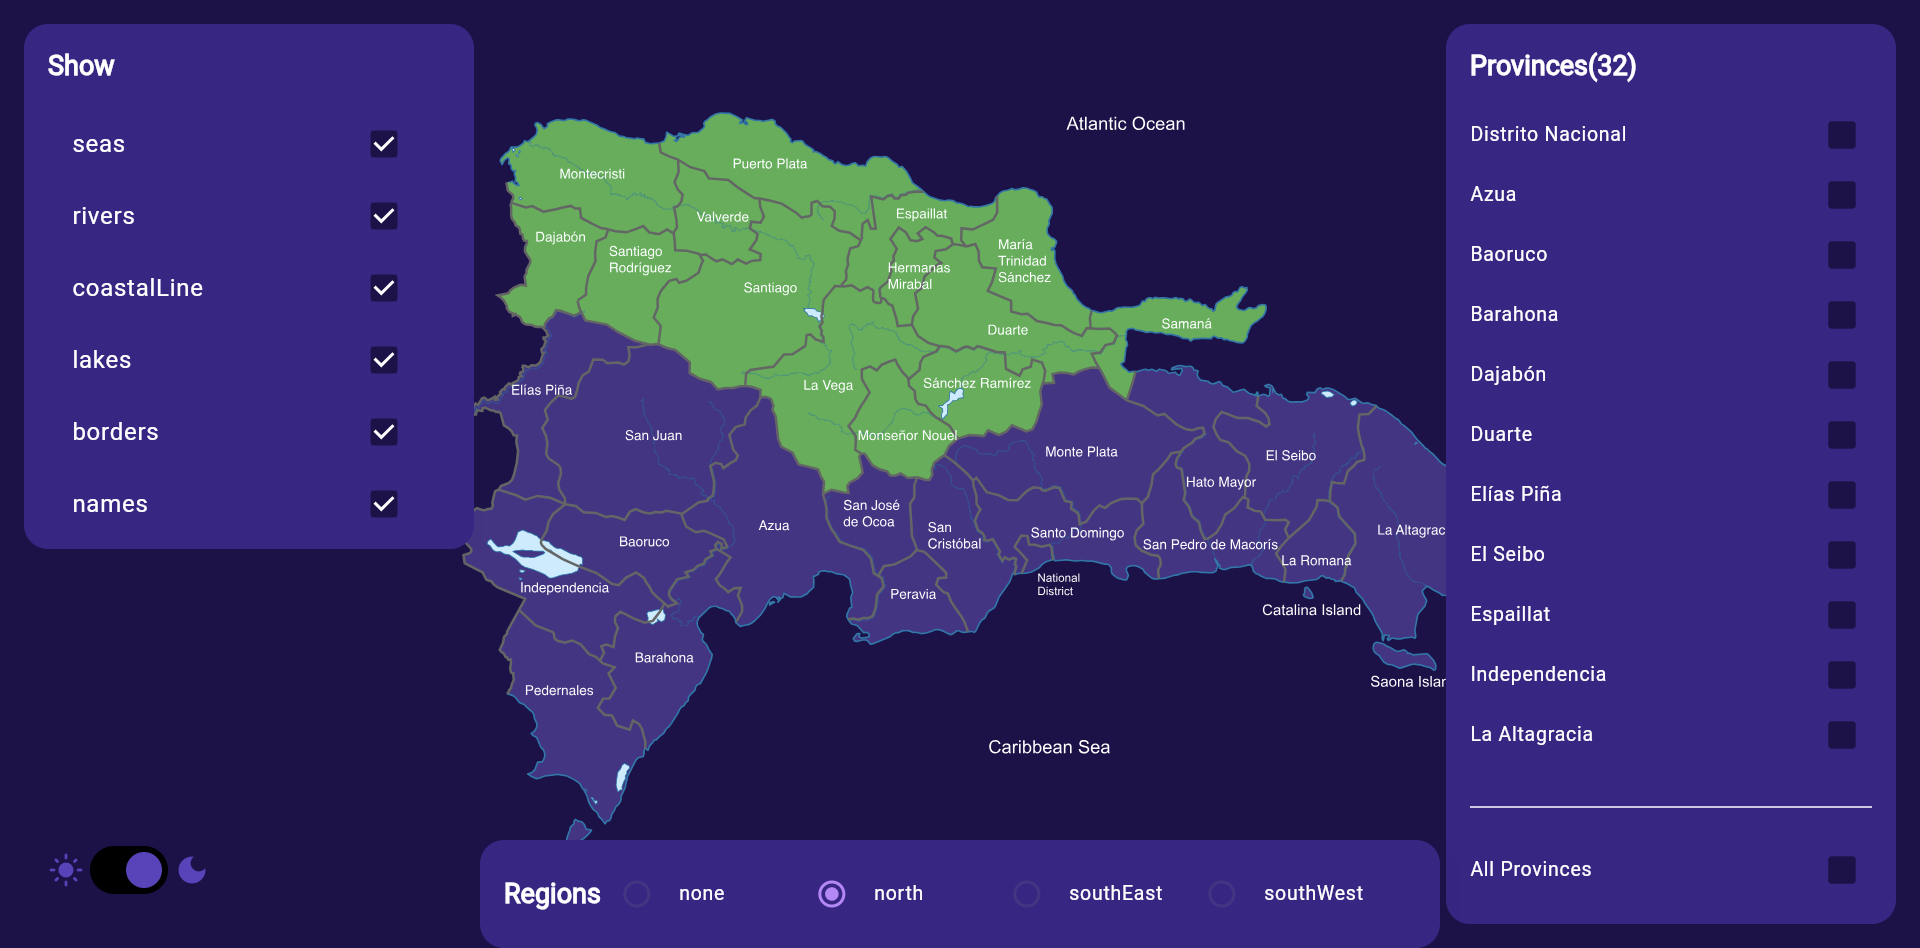 Show
seas
rivers
coastalLine
lakes
borders
names
Atlantic Ocean
Puerto Plata
Montecristi
Valverde
Espaillat
Dajabón
Santiago
Rodríguez
María
Trinidad
Sánchez
Hermanas
Mirabal
Santiago
Samaná
Duarte
Elías Piña
La Vega
Sánchez Ramírez
San Juan
Monseñor Nouel
Monte Plata
El Seibo
Hato Mayor
San José
de Ocoa
Azua
San
Cristóbal
Santo Domingo
La Altagrac
Baoruco
San Pedro de Macorís
La Romana
Independencia
National
District
Peravia
Catalina Island
Barahona
Saona Islar
Pedernales
Caribbean Sea
Regions
none
north
southEast
southWest
Provinces(32)
Distrito Nacional
Azua
Baoruco
Barahona
Dajabón
Duarte
Elías Piña
El Seibo
Espaillat
Independencia
La Altagracia
All Provinces